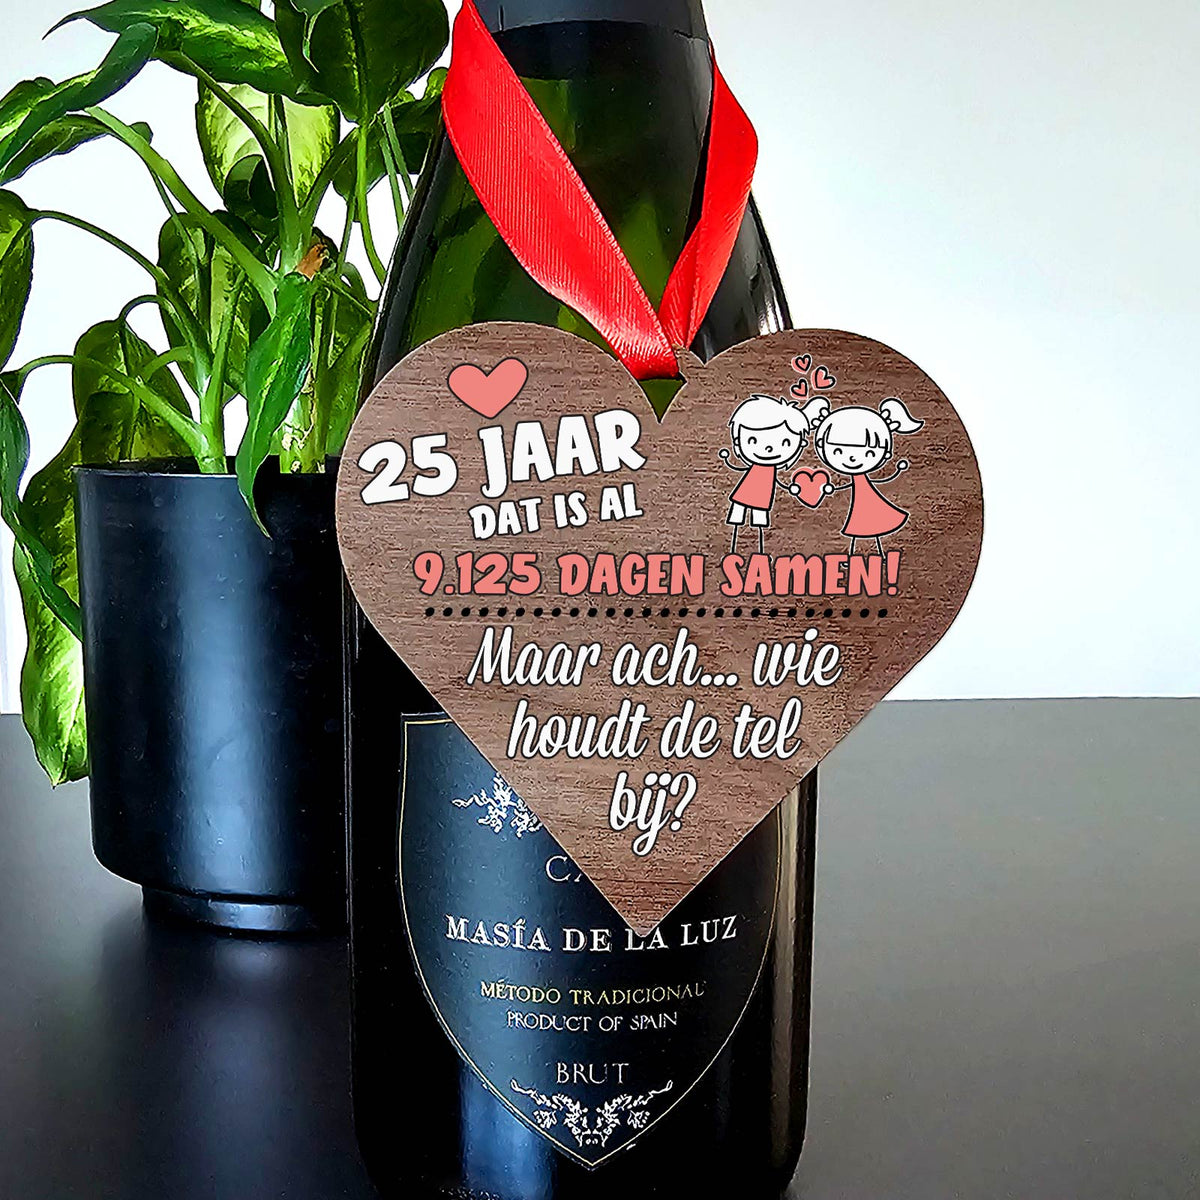 25 JAAR
DAT IS AL
9.125 DAGEN SAMEN!
Maar ach... wie
houdt de tel
bij?
MASÍA DE LA LUZ
MÉTODO TRADICIONAL
PRODUCT OF SPAIN
BRUT